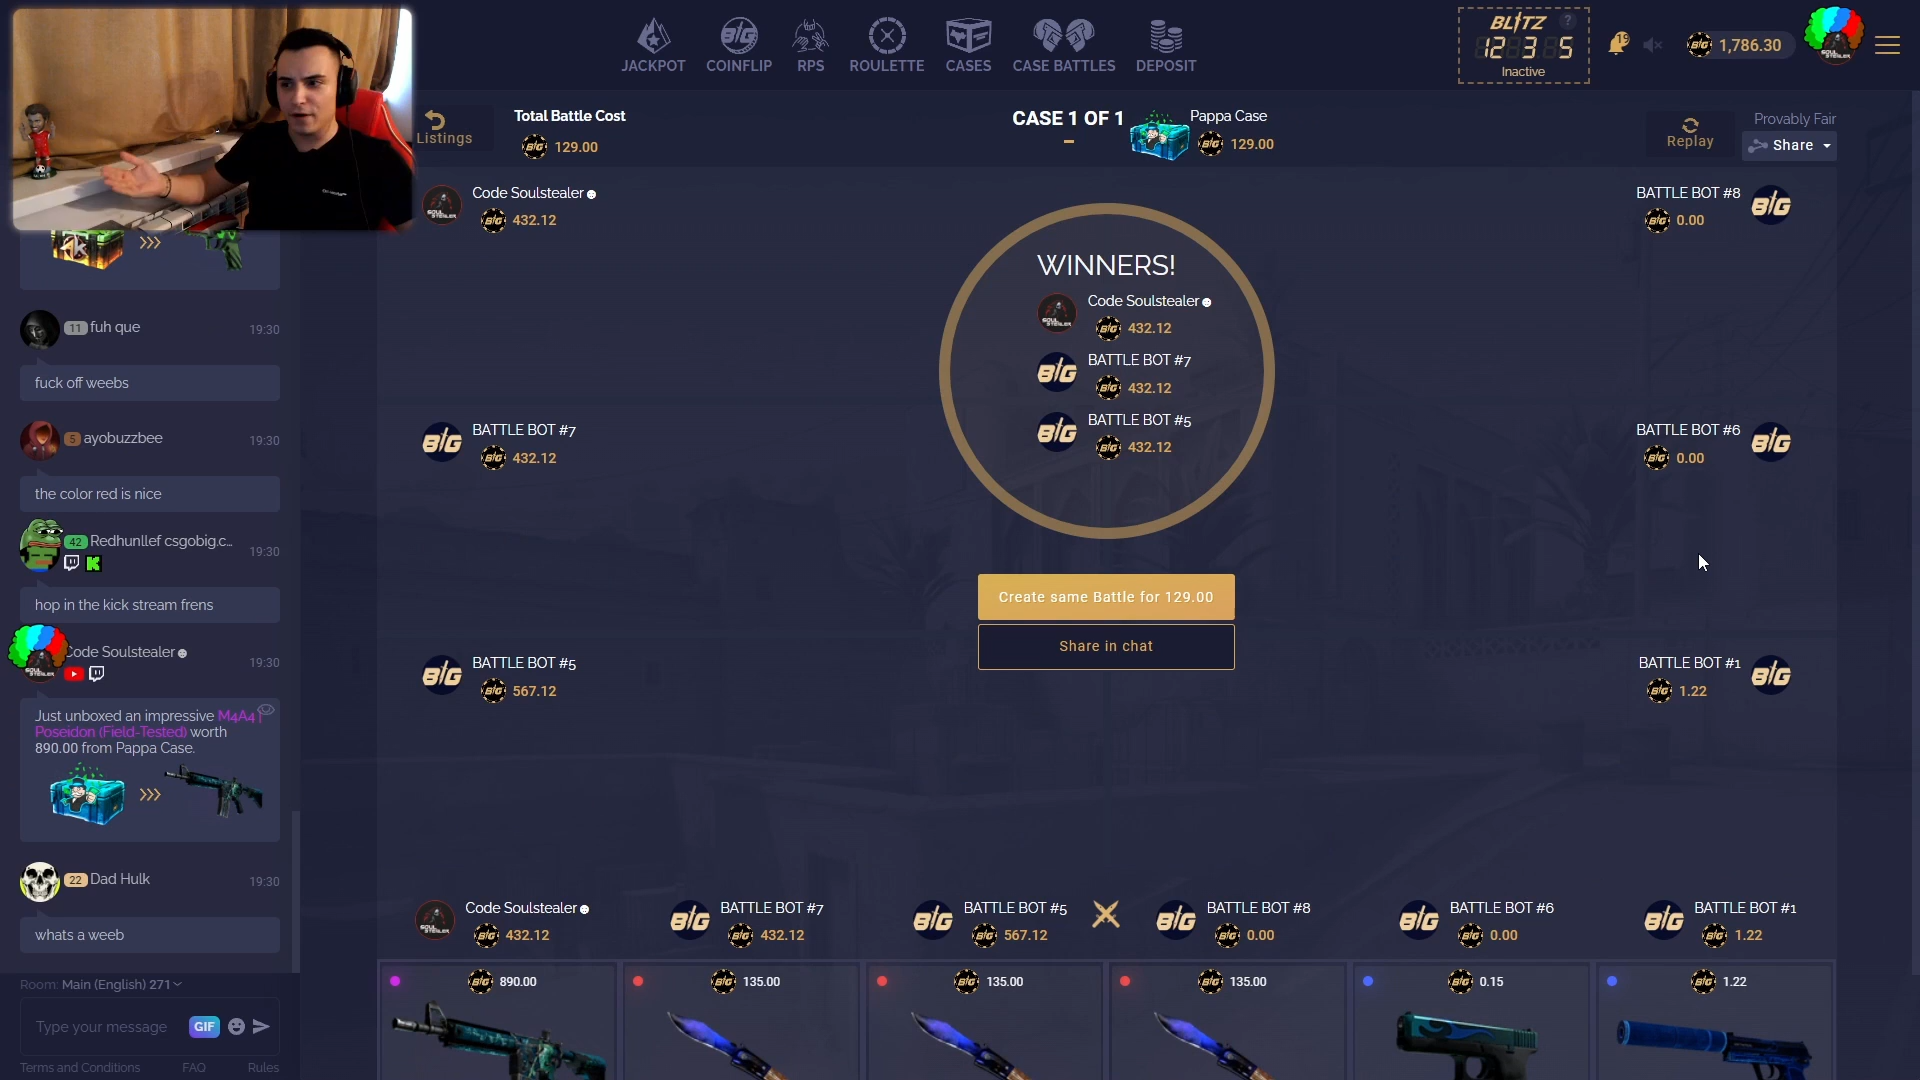 JACKPOT
COINFLIP
RPS
ROULETTE
CASES
CASE BATTLES
DEPOSIT
BLITZ ?
12 3 5
Inactive
19
1,786.30
Listings
Total Battle Cost
129.00
CASE 1 OF 1
Pappa Case
129.00
Replay
Provably Fair
Share
Code Soulstealer
432.12
BATTLE BOT #8
0.00
WINNERS!
Code Soulstealer
432.12
BATTLE BOT #7
432.12
BATTLE BOT #5
432.12
BATTLE BOT #7
432.12
BATTLE BOT #6
0.00
BATTLE BOT #5
567.12
BATTLE BOT #1
1.22
Create same Battle for 129.00
Share in chat
11 fuh que 19:30
fuck off weebs
5 ayobuzzbee 19:30
the color red is nice
42 Redhunllef csgobig.c... 19:30
hop in the kick stream frens
Code Soulstealer 19:30
Just unboxed an impressive M4A4 |
Poseidon (Field-Tested) worth
890.00 from Pappa Case.
22 Dad Hulk 19:30
whats a weeb
Room: Main (English) 271
Type your message GIF
Terms and Conditions FAQ Rules
Code Soulstealer
432.12
BATTLE BOT #7
432.12
BATTLE BOT #5
567.12
BATTLE BOT #8
0.00
BATTLE BOT #6
0.00
BATTLE BOT #1
1.22
890.00
135.00
135.00
135.00
0.15
1.22